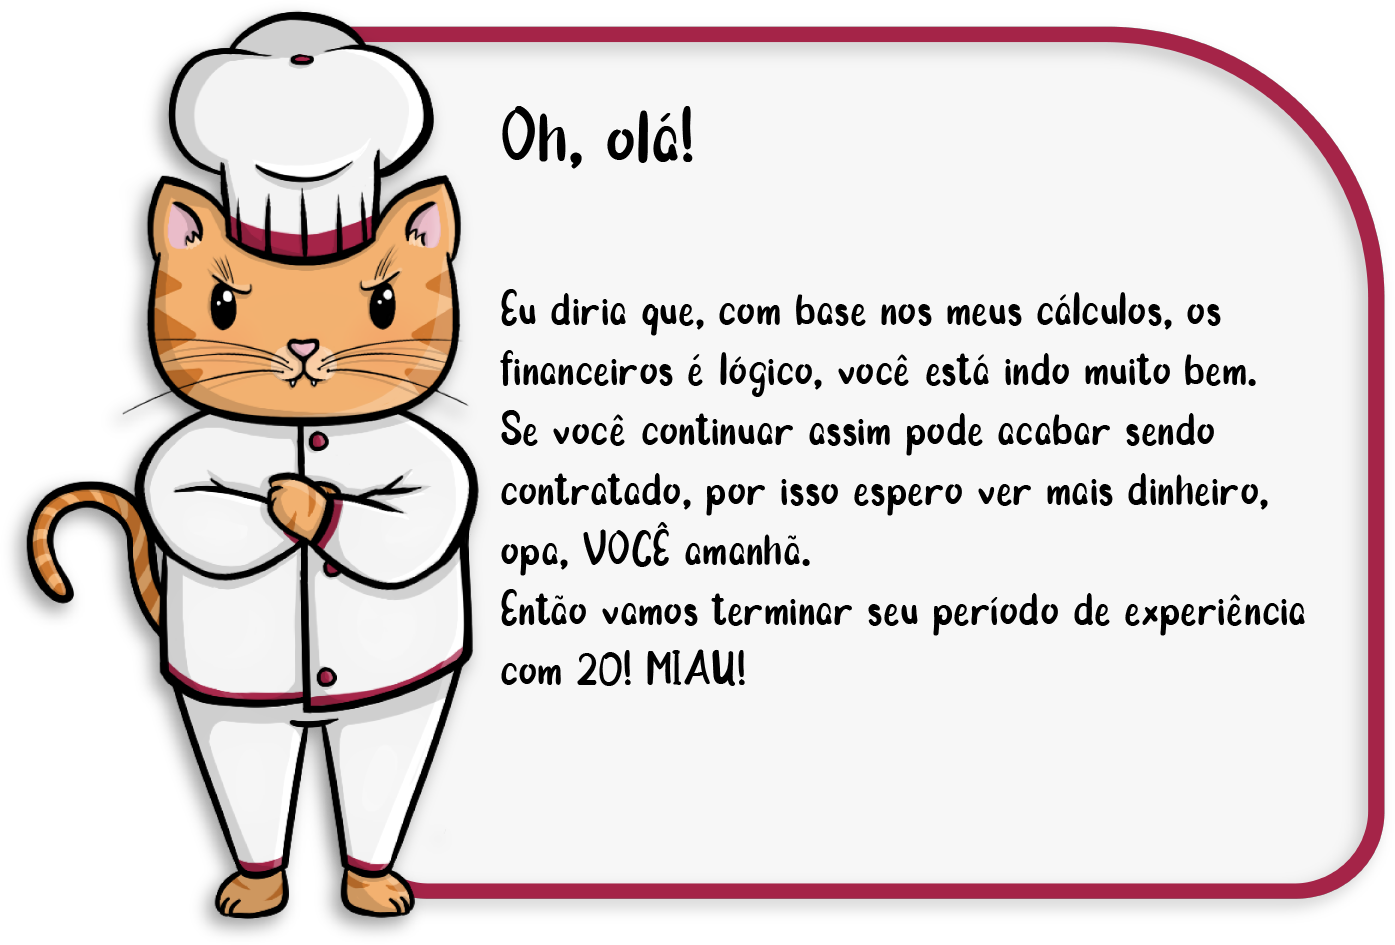 Oh, olá!
Eu diria que, com base nos meus cálculos, os
financeiros é lógico, você está indo muito bem.
Se você continuar assim pode acabar sendo
contratado, por isso espero ver mais dinheiro,
opa, VOCÊ amanhã.
Então vamos terminar seu período de experiência
com 20! MIAU!